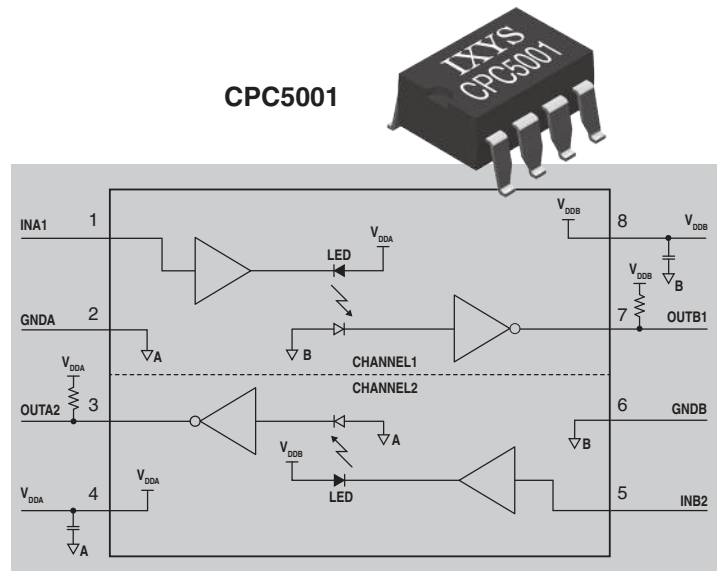 IXYS
CPC5001
CPC5001
INA1
1
LED
V_DDA
V_DDB
8
V_DDB
B
V_DDB
GNDA
2
A
B
7
OUTB1
CHANNEL1
CHANNEL2
V_DDA
OUTA2
3
A
6
GNDB
B
V_DDB
V_DDA
4
V_DDA
LED
5
INB2
A